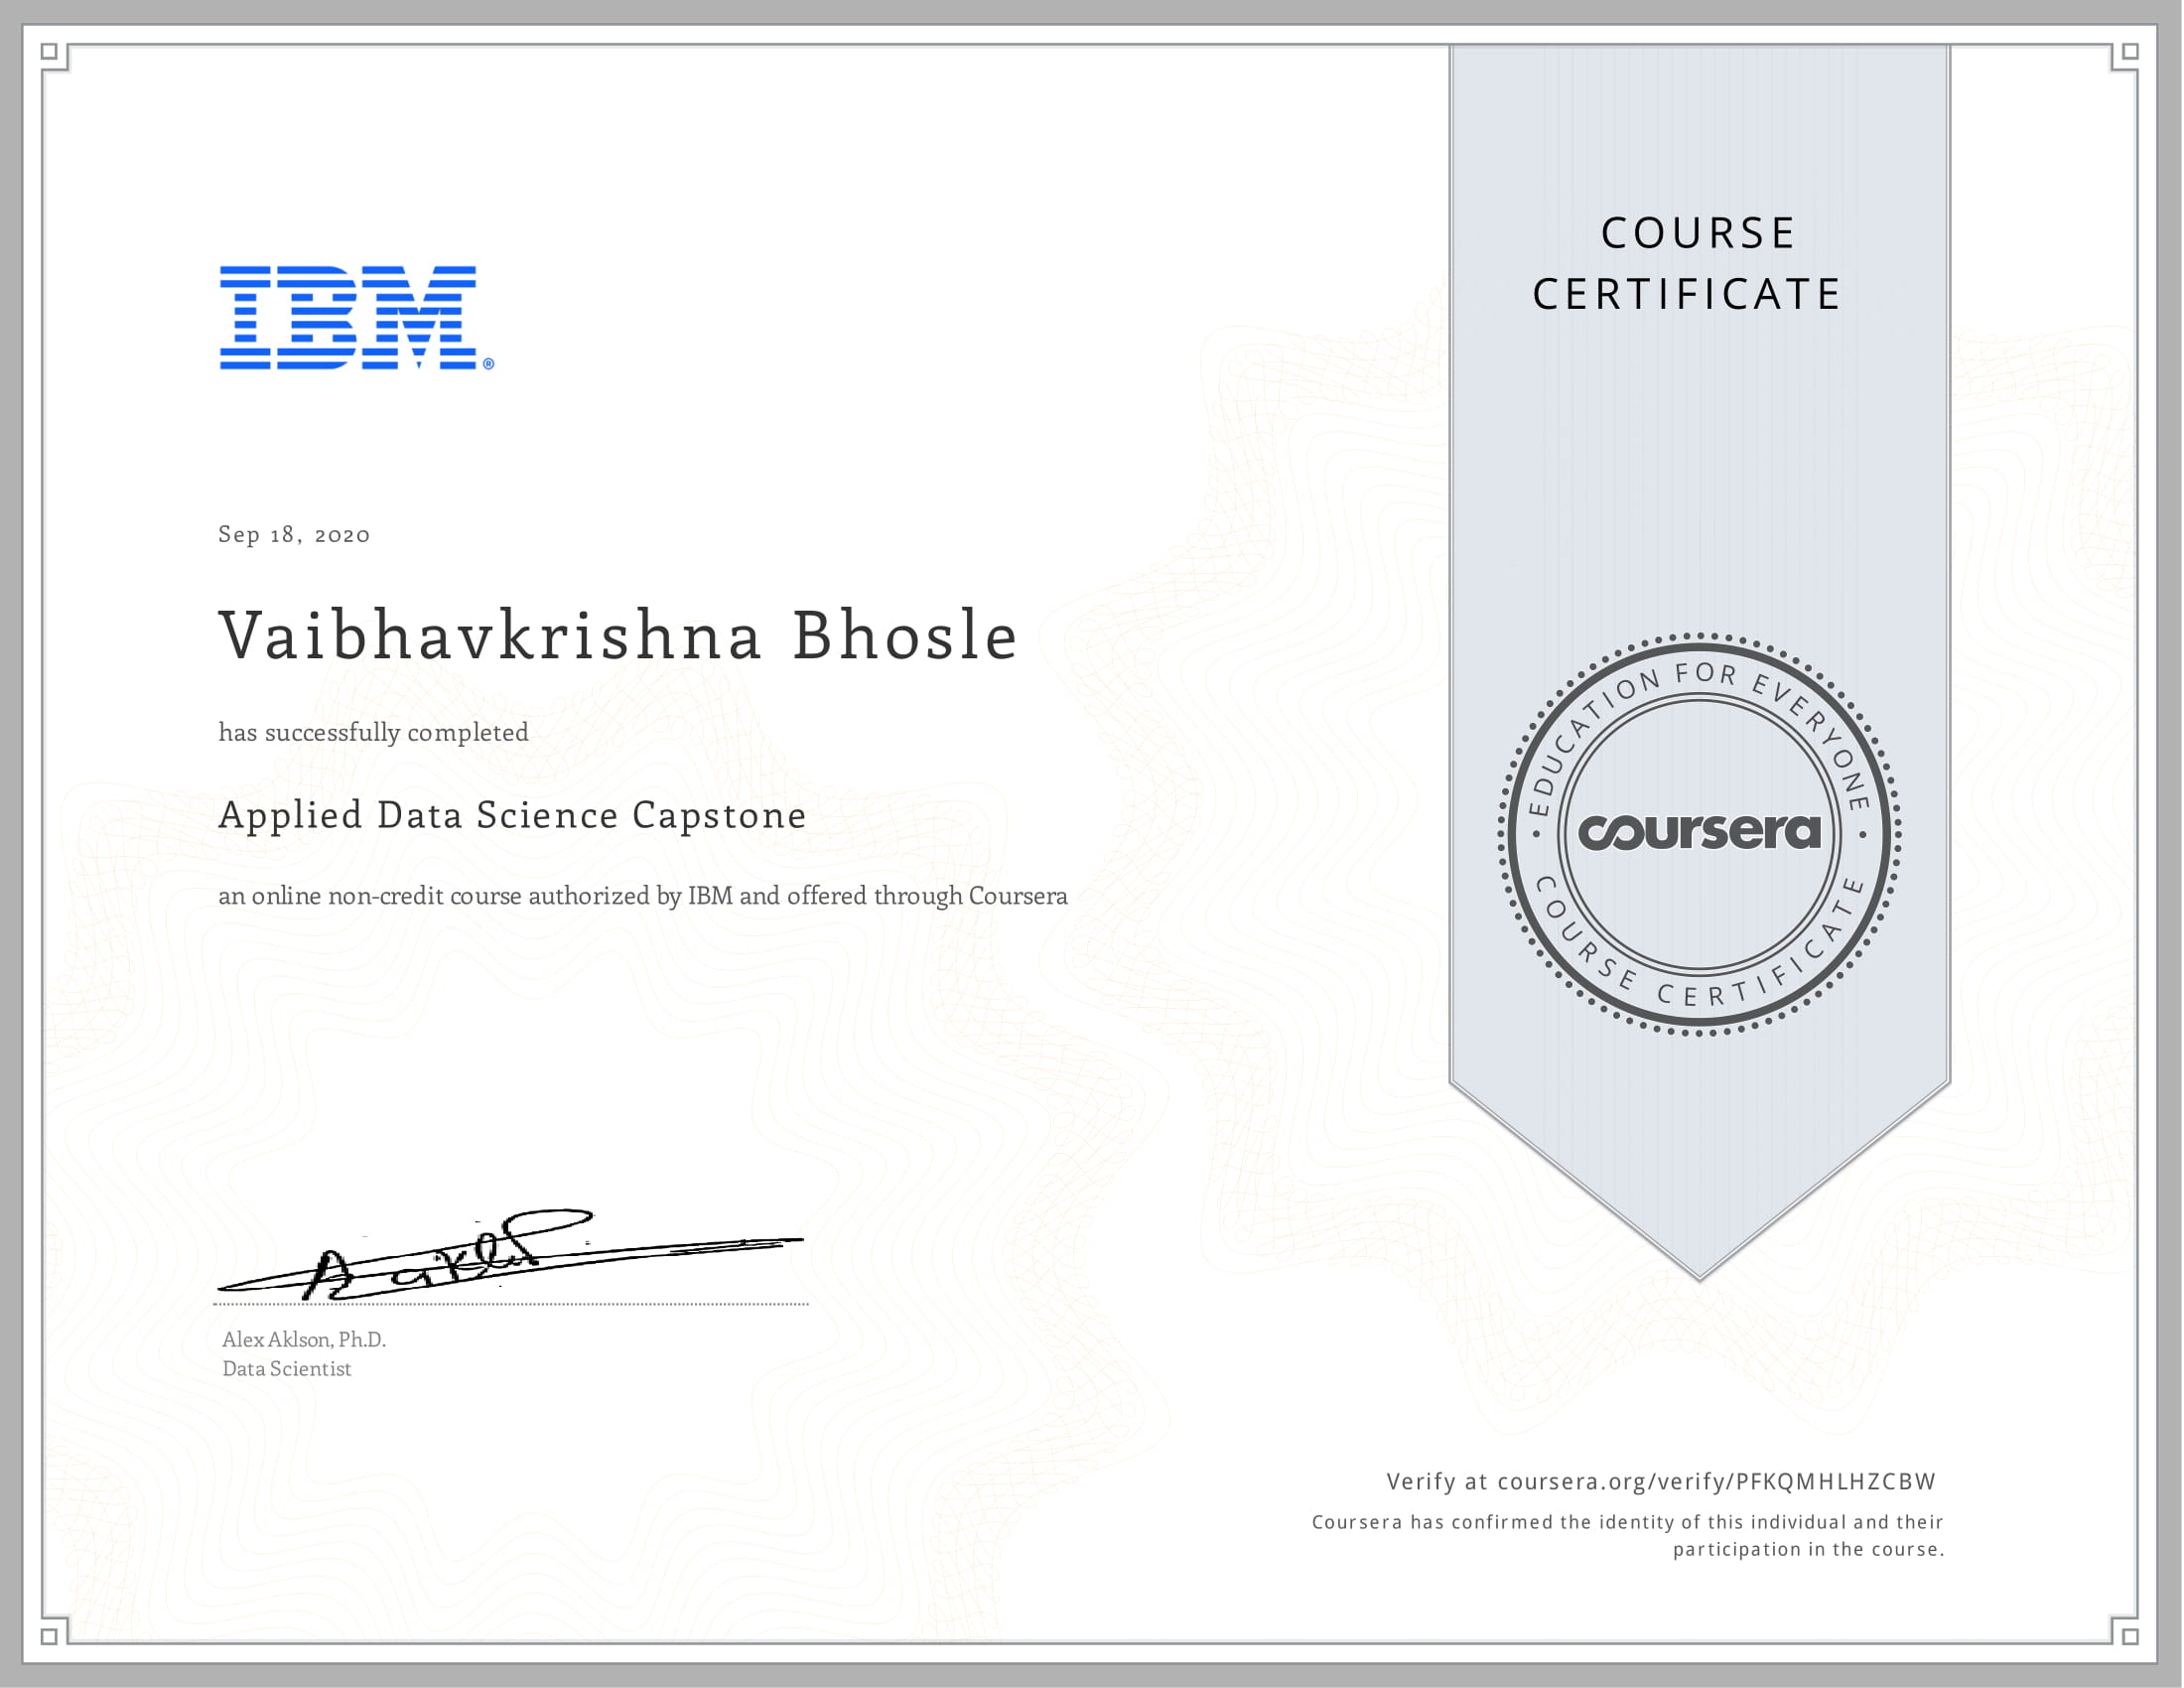 COURSE
CERTIFICATE
IBM®
Sep 18, 2020
Vaibhavkrishna Bhosle
has successfully completed
Applied Data Science Capstone
an online non-credit course authorized by IBM and offered through Coursera
EDUCATION FOR EVERYONE
coursera
COURSE CERTIFICATE
Alex Aklson, Ph.D.
Data Scientist
Verify at coursera.org/verify/PFKQMHLHZCBW
Coursera has confirmed the identity of this individual and their
participation in the course.